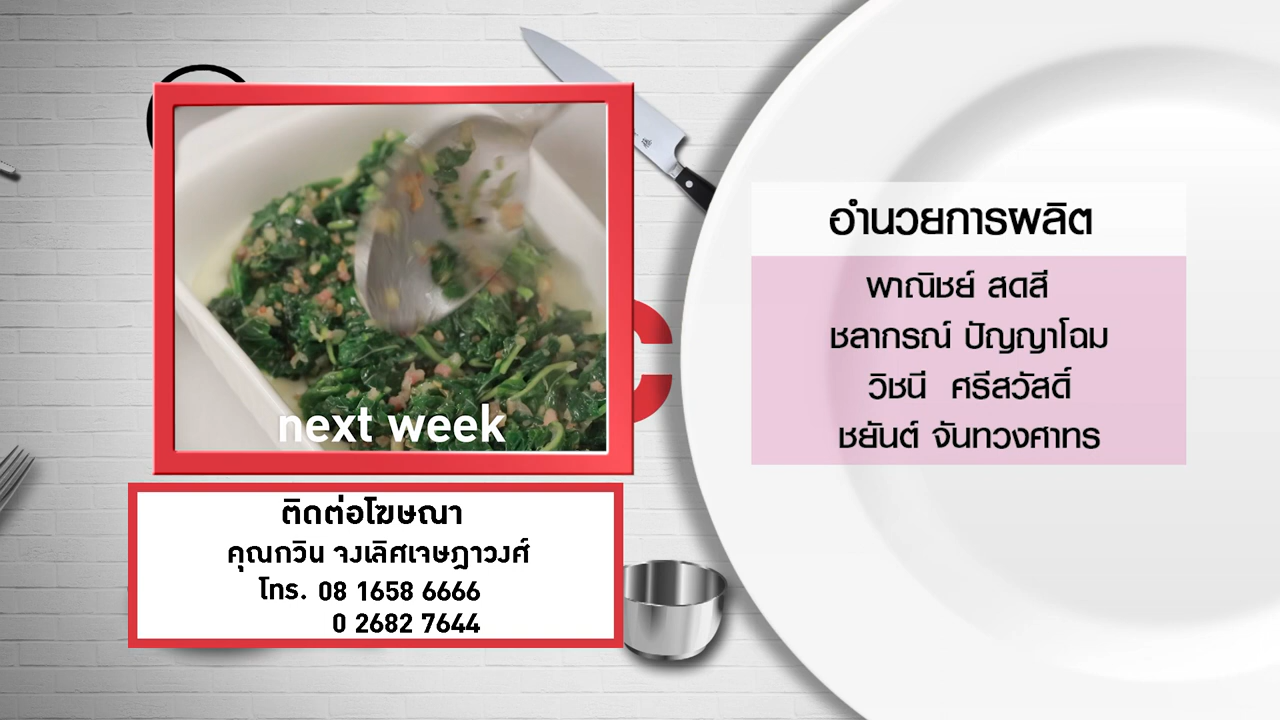 next week
ติดต่อโฆษณา
คุณกวิน จงเลิศเจษฎาวงศ์
โทร. 08 1658 6666
0 2682 7644
อำนวยการผลิต
พาณิชย์ สดสี
ชลากรณ์ ปัญญาโฉม
วิชนี ศรีสวัสดิ์
ชยันต์ จันทวงศาทร